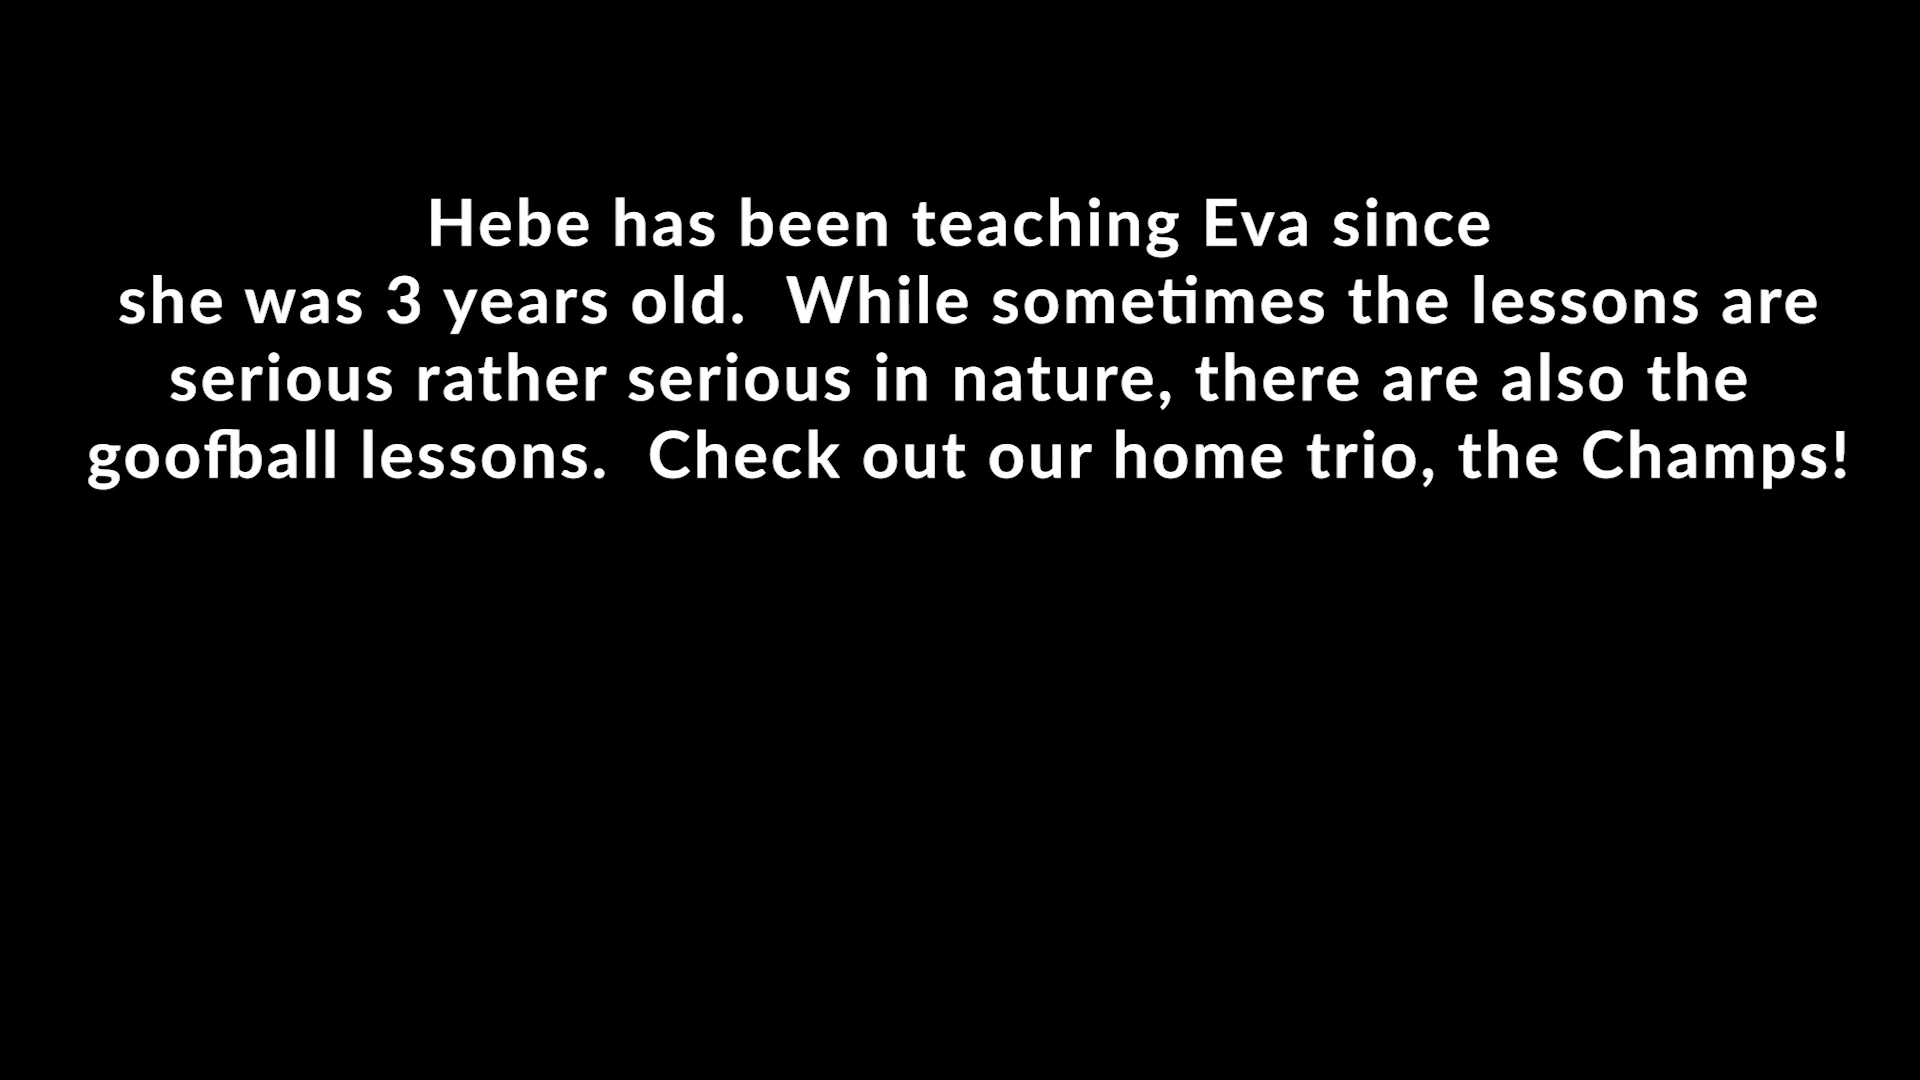 Hebe has been teaching Eva since
she was 3 years old.  While sometimes the lessons are
serious rather serious in nature, there are also the
goofball lessons.  Check out our home trio, the Champs!